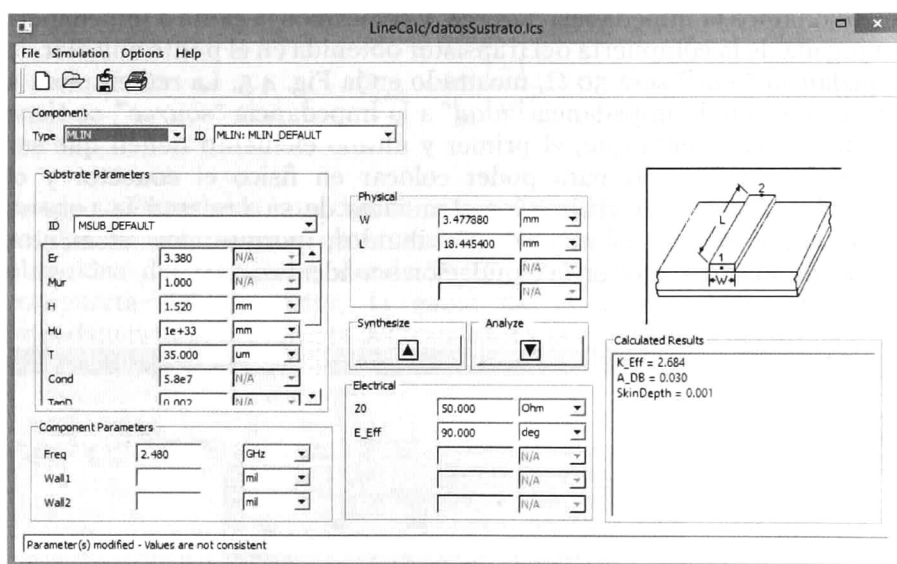 LineCalc/datosSustrato.lcs
File Simulation Options Help
Component
Type MLIN ID MLIN: MLIN_DEFAULT
Substrate Parameters
ID MSUB_DEFAULT
Er 3.380 N/A
Mur 1.000 N/A
H 1.520 mm
Hu 1e+33 mm
T 35.000 um
Cond 5.8e7 N/A
TanD 0.002 N/A
Component Parameters
Freq 2.480 GHz
Wall1 mil
Wall2 mil
Physical
W 3.477880 mm
L 18.445400 mm
N/A
N/A
Synthesize Analyze
Electrical
Z0 50.000 Ohm
E_Eff 90.000 deg
N/A
N/A
N/A
2
L
1
W
Calculated Results
K_Eff = 2.684
A_DB = 0.030
SkinDepth = 0.001
Parameter(s) modified - Values are not consistent